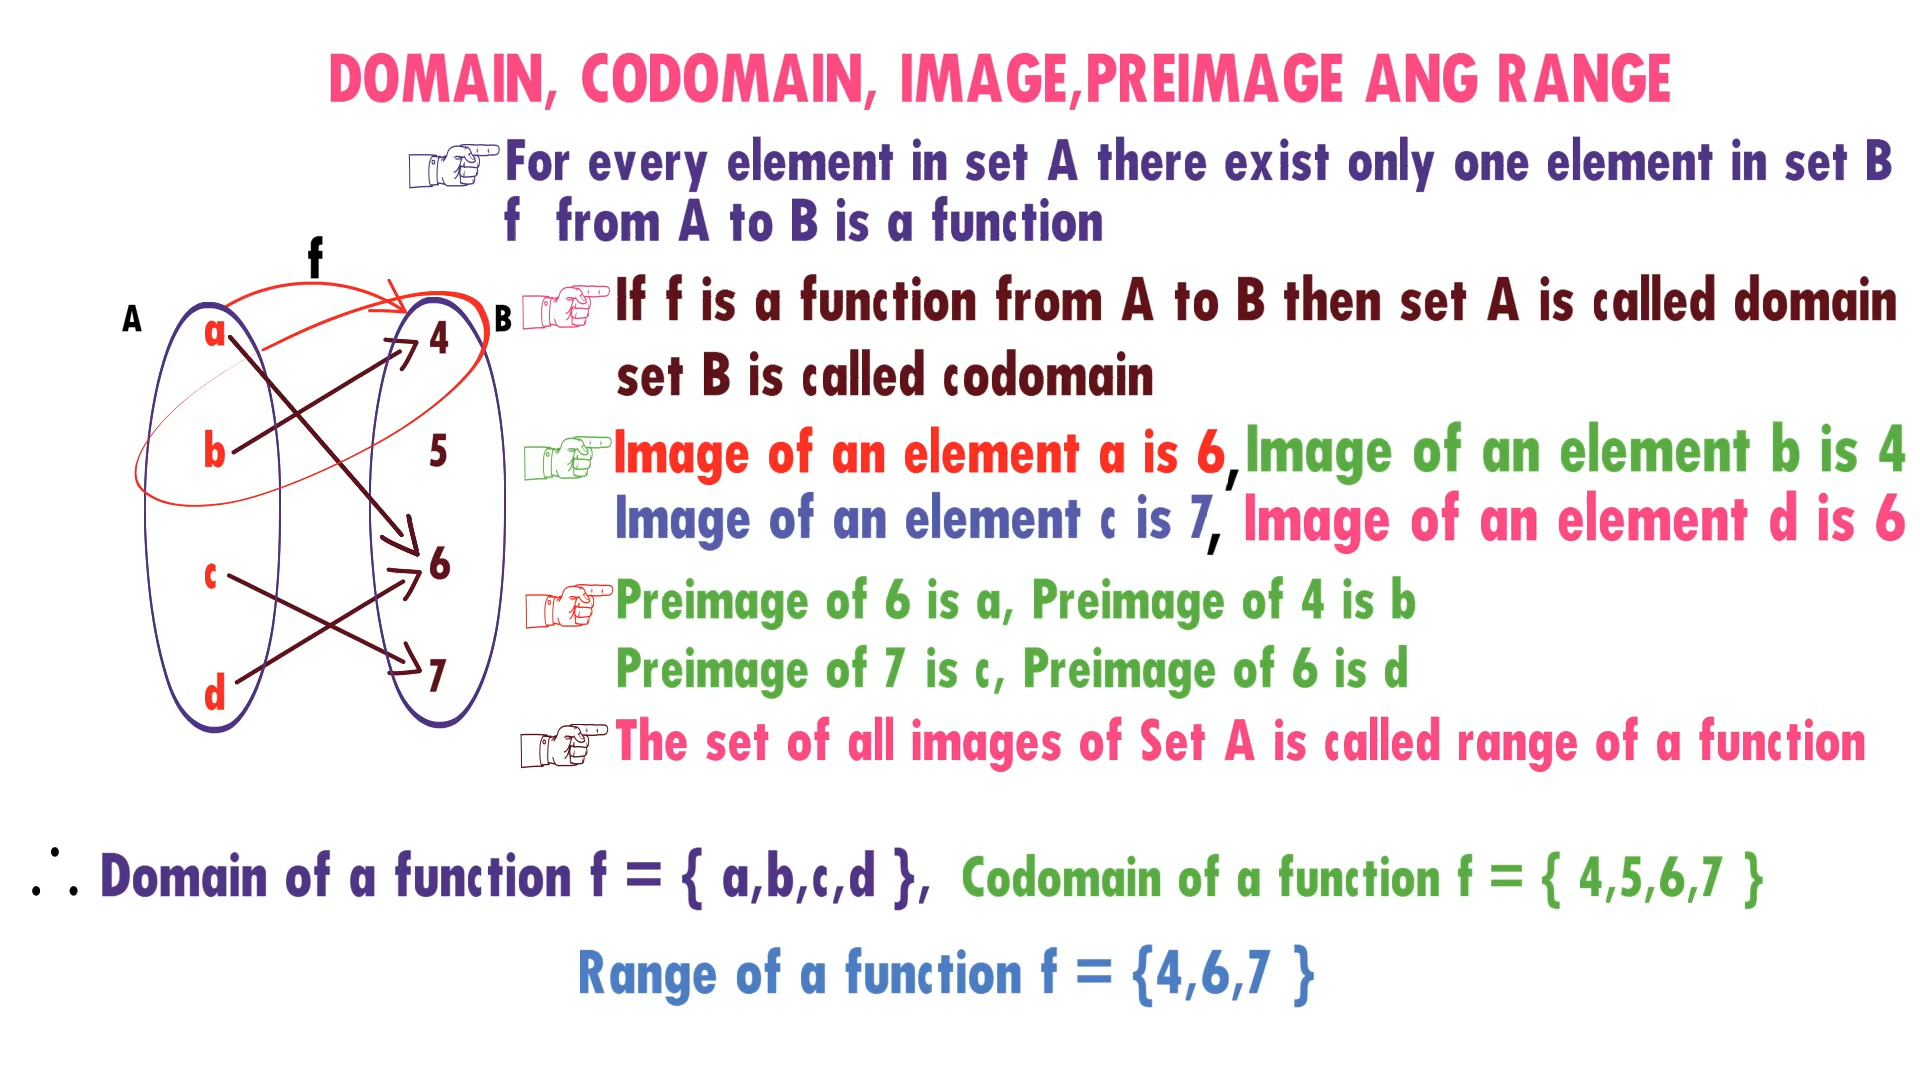 DOMAIN, CODOMAIN, IMAGE,PREIMAGE ANG RANGE
For every element in set A there exist only one element in set B
f from A to B is a function
f
A
B
a
b
c
d
4
5
6
7
If f is a function from A to B then set A is called domain
set B is called codomain
Image of an element a is 6, Image of an element b is 4
Image of an element c is 7, Image of an element d is 6
Preimage of 6 is a, Preimage of 4 is b
Preimage of 7 is c, Preimage of 6 is d
The set of all images of Set A is called range of a function
∴ Domain of a function f = { a,b,c,d }, Codomain of a function f = { 4,5,6,7 }
Range of a function f = {4,6,7 }